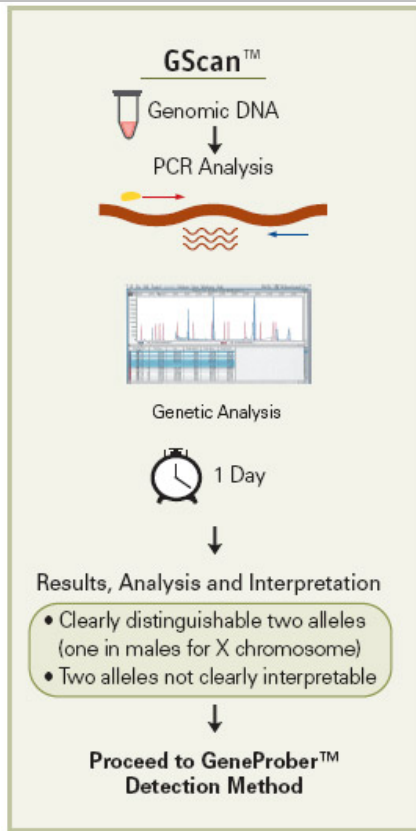 GScan™
Genomic DNA
PCR Analysis
Genetic Analysis
1 Day
Results, Analysis and Interpretation
• Clearly distinguishable two alleles
(one in males for X chromosome)
• Two alleles not clearly interpretable
Proceed to GeneProber™
Detection Method